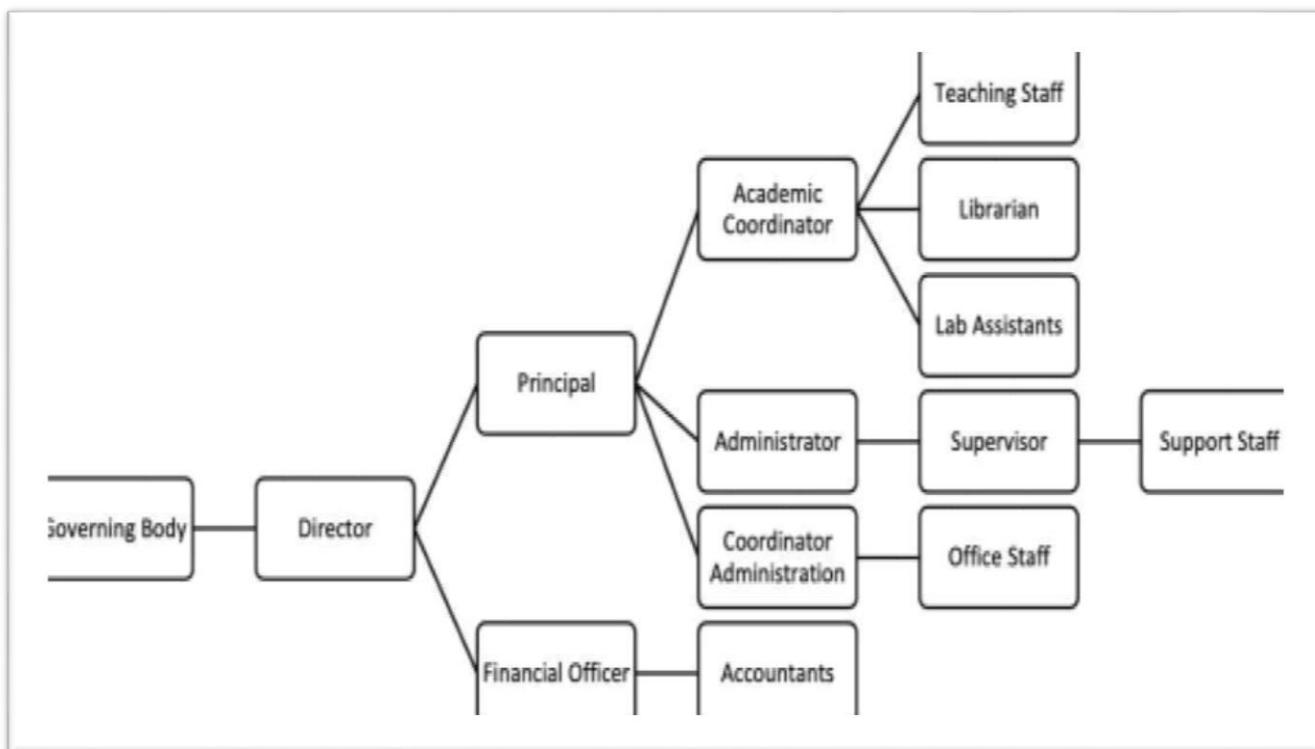 Teaching Staff
Academic
Coordinator
Librarian
Lab Assistants
Principal
Administrator
Supervisor
Support Staff
Governing Body
Director
Coordinator
Administration
Office Staff
Financial Officer
Accountants